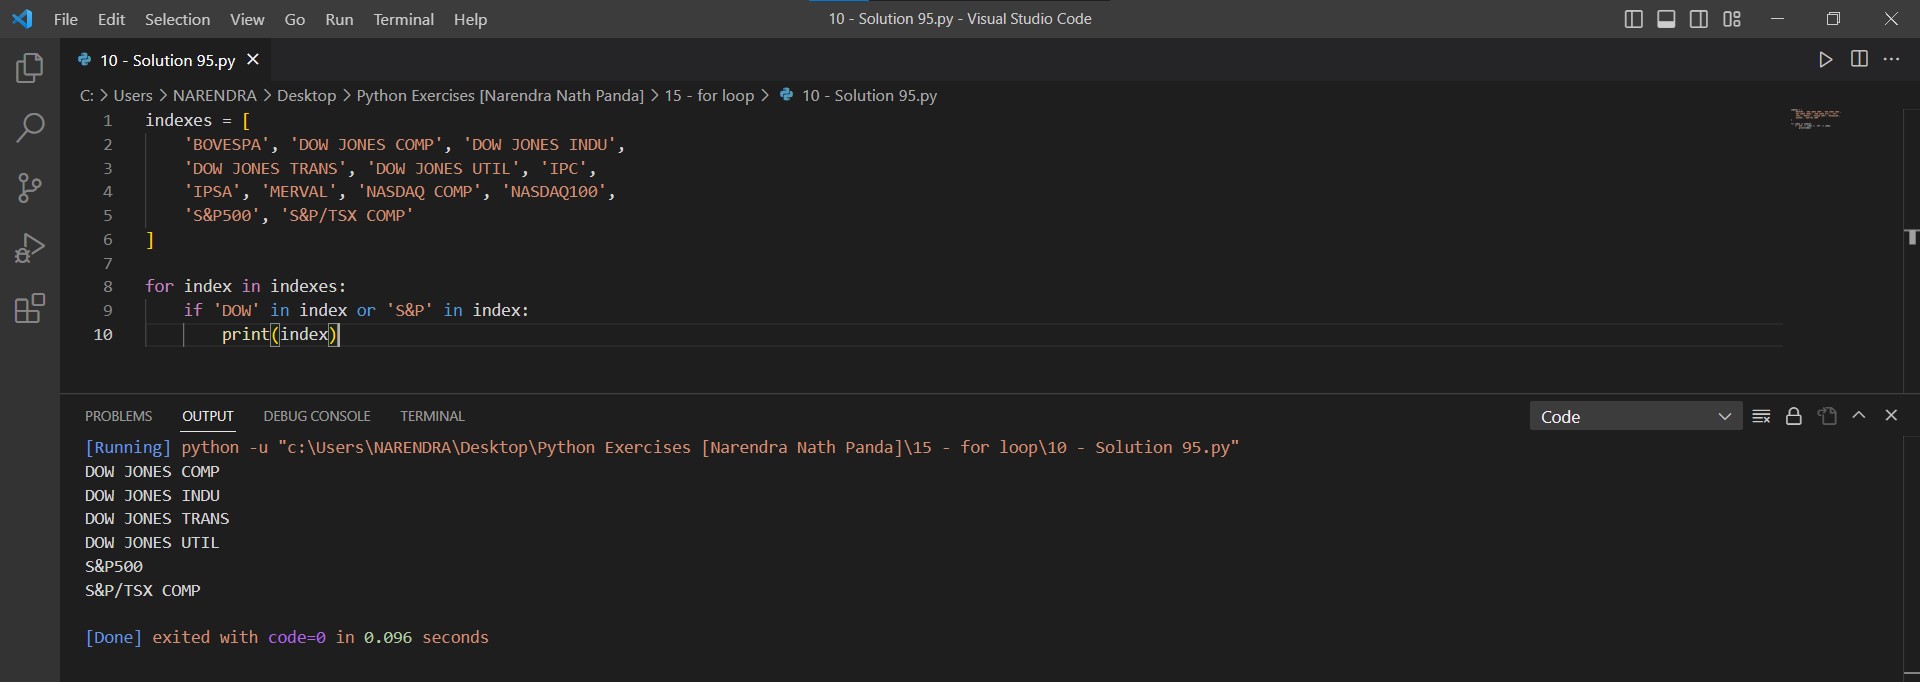 File Edit Selection View Go Run Terminal Help 10 - Solution 95.py - Visual Studio Code
10 - Solution 95.py
C: > Users > NARENDRA > Desktop > Python Exercises [Narendra Nath Panda] > 15 - for loop > 10 - Solution 95.py
1 indexes = [
2     'BOVESPA', 'DOW JONES COMP', 'DOW JONES INDU',
3     'DOW JONES TRANS', 'DOW JONES UTIL', 'IPC',
4     'IPSA', 'MERVAL', 'NASDAQ COMP', 'NASDAQ100',
5     'S&P500', 'S&P/TSX COMP'
6 ]
7
8 for index in indexes:
9     if 'DOW' in index or 'S&P' in index:
10         print(index)
PROBLEMS OUTPUT DEBUG CONSOLE TERMINAL Code
[Running] python -u "c:\Users\NARENDRA\Desktop\Python Exercises [Narendra Nath Panda]\15 - for loop\10 - Solution 95.py"
DOW JONES COMP
DOW JONES INDU
DOW JONES TRANS
DOW JONES UTIL
S&P500
S&P/TSX COMP
[Done] exited with code=0 in 0.096 seconds